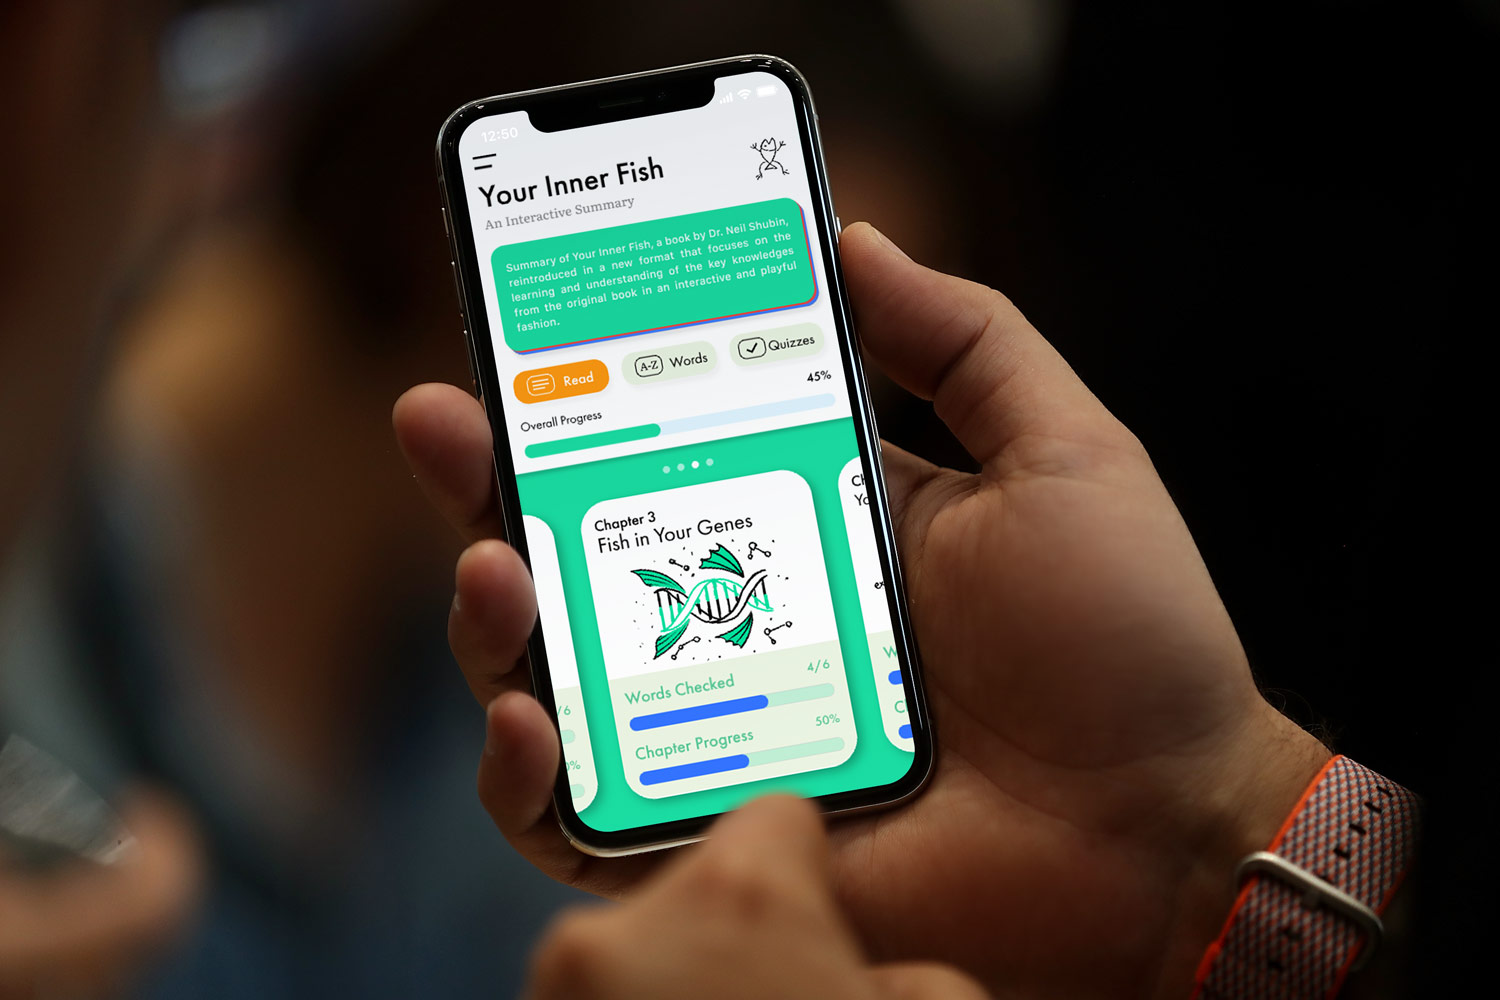 12:50
Your Inner Fish
An Interactive Summary
Summary of Your Inner Fish, a book by Dr. Neil Shubin,
reintroduced in a new format that focuses on the
learning and understanding of the key knowledges
from the original book in an interactive and playful
fashion.
Read
A-Z Words
Quizzes
Overall Progress 45%
Chapter 3
Fish in Your Genes
Words Checked 4/6
Chapter Progress 50%
/6
%
Ch
Yo
W
C